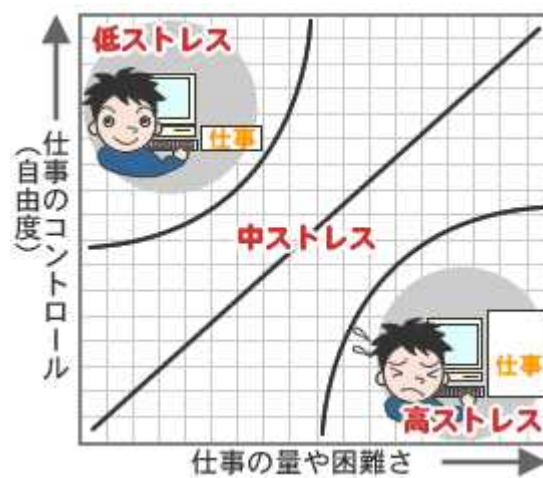 低ストレス
仕事
仕事のコントロール
(自由度)
中ストレス
仕事
高ストレス
仕事の量や困難さ